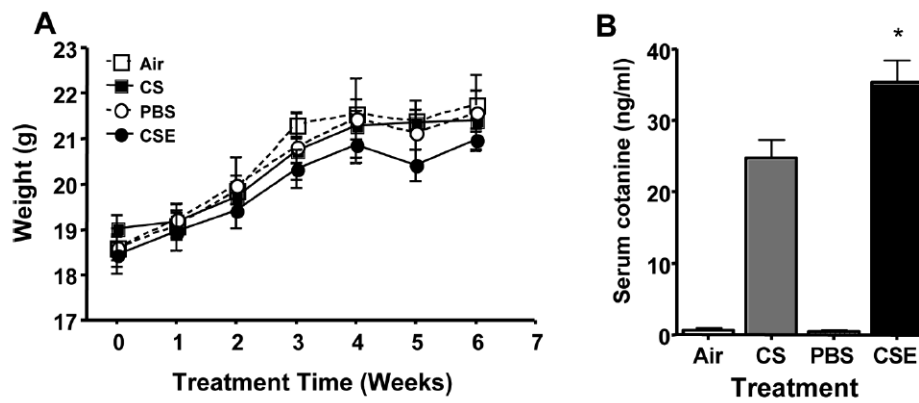 A
23
22
21
20
19
18
17
Weight (g)
Air
CS
PBS
CSE
0 1 2 3 4 5 6 7
Treatment Time (Weeks)
B
*
40
30
20
10
0
Serum cotanine (ng/ml)
Air CS PBS CSE
Treatment